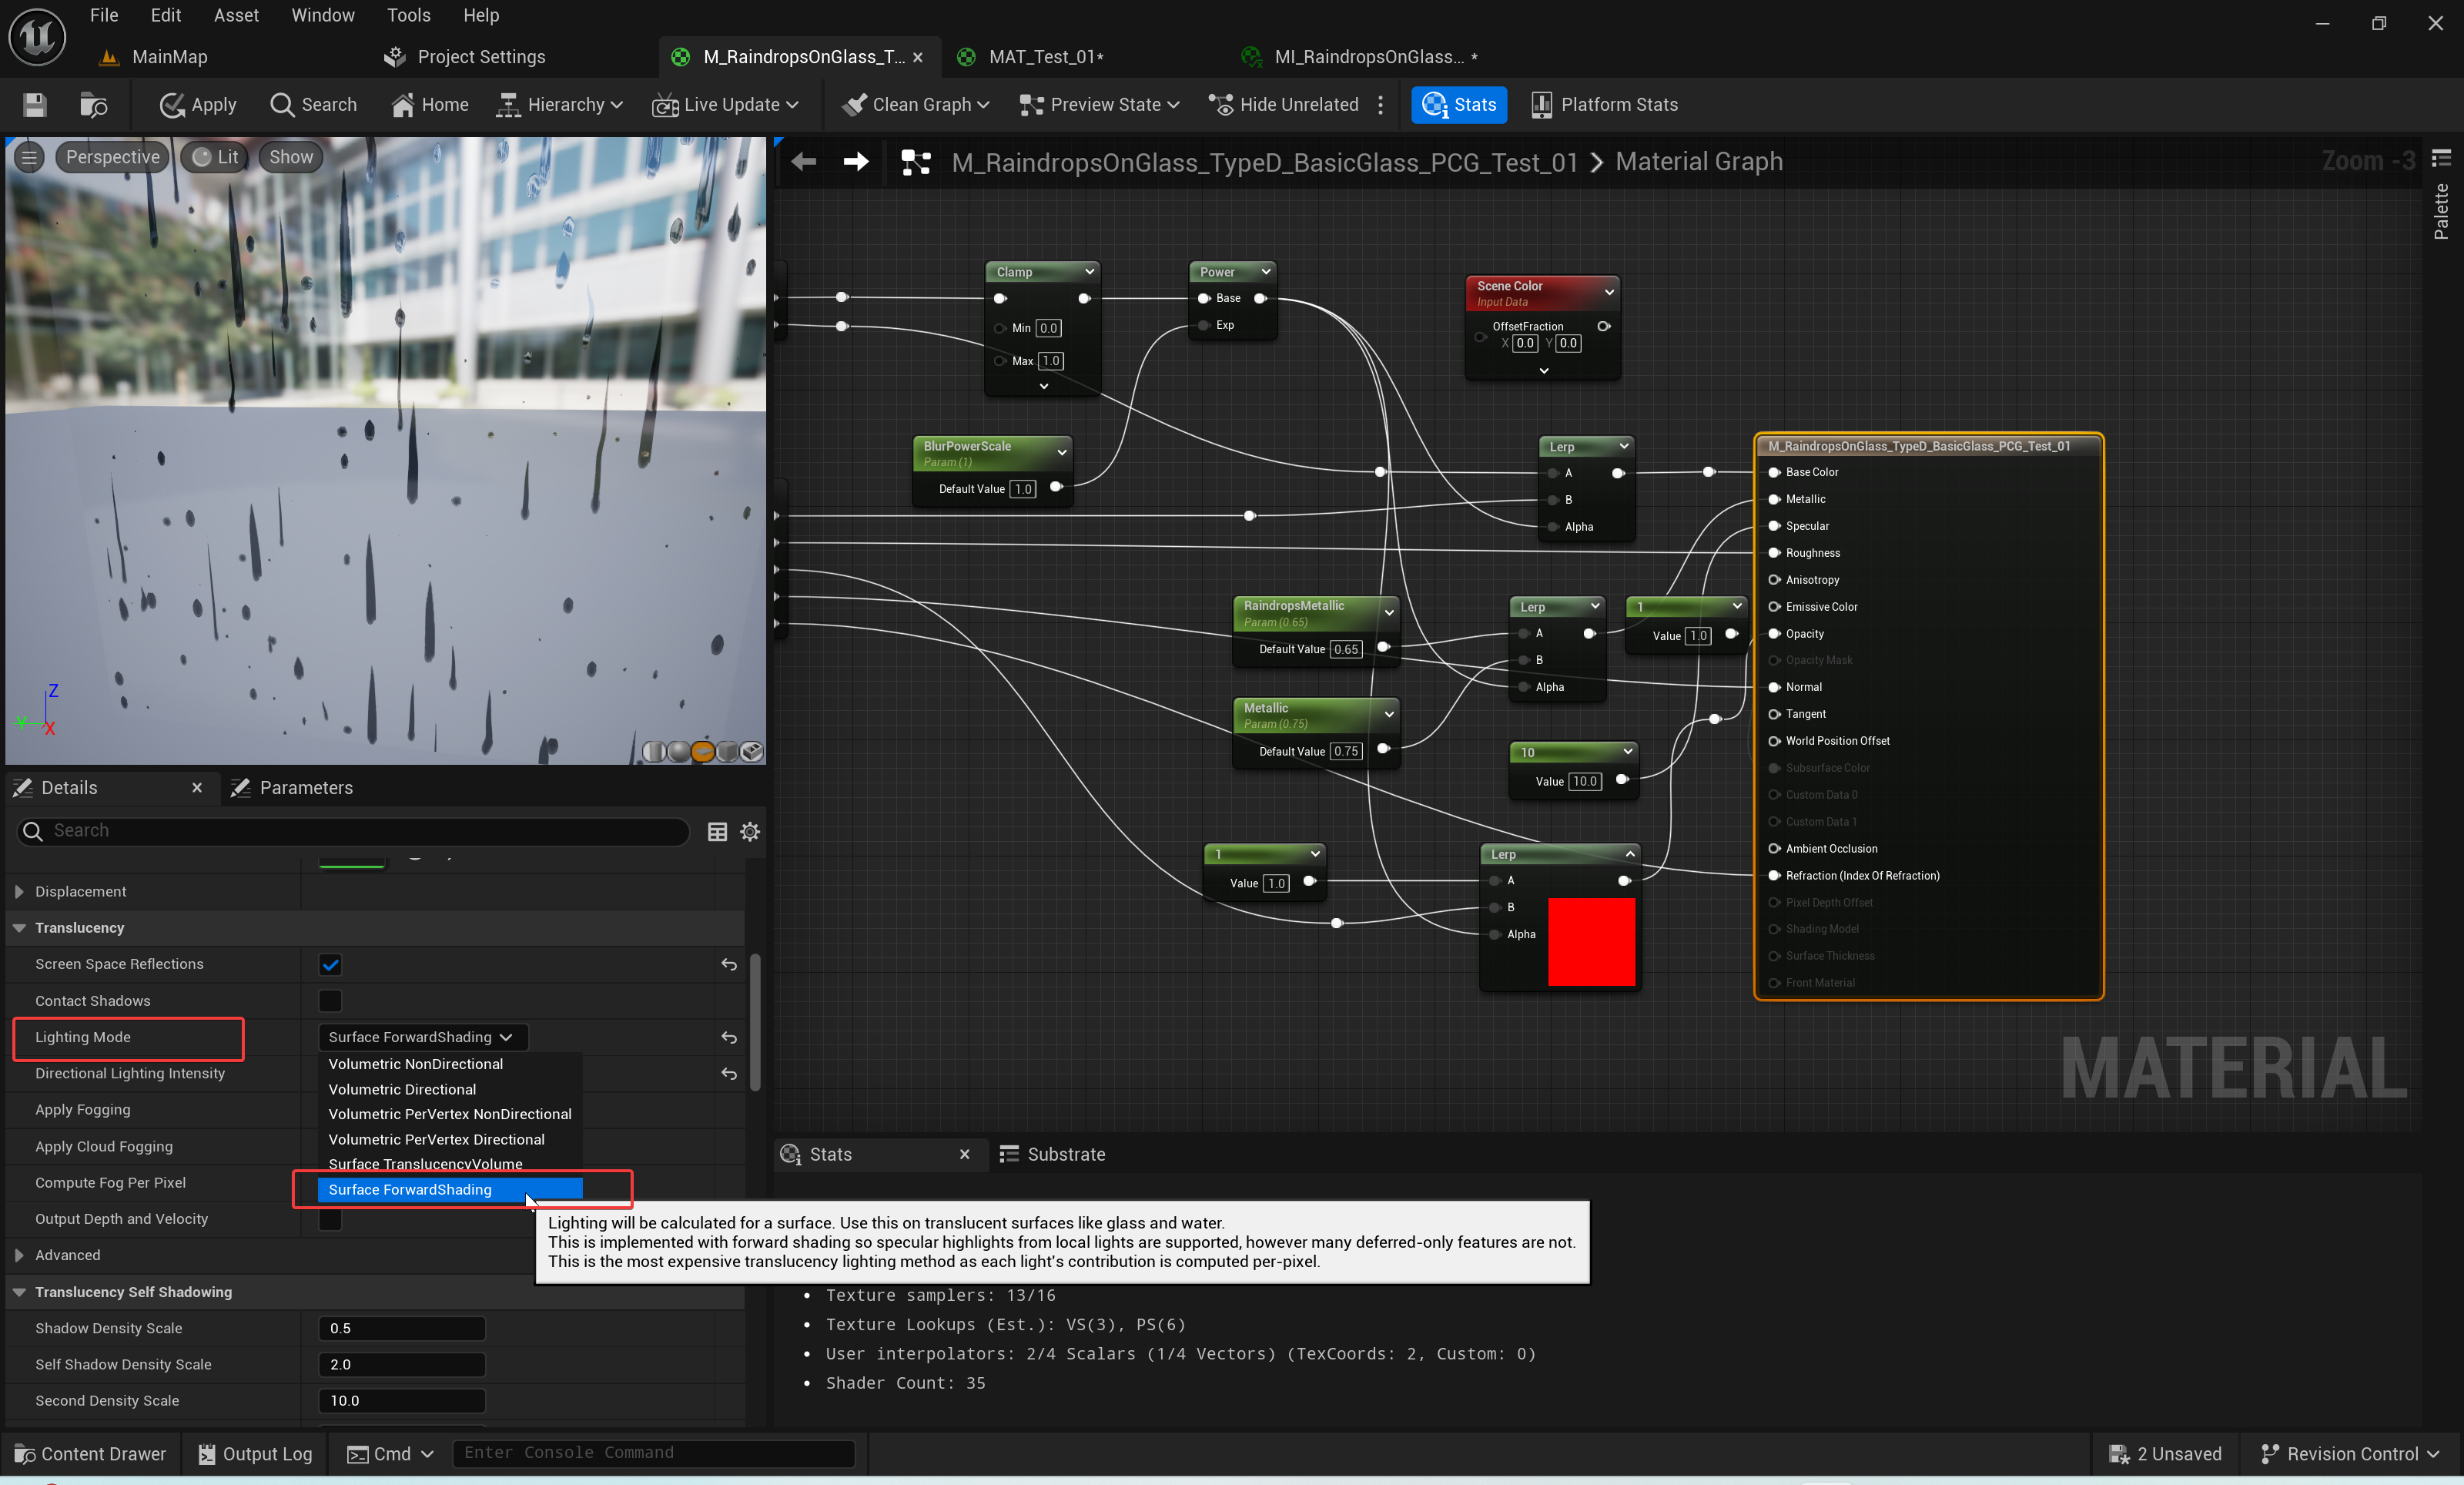 File Edit Asset Window Tools Help
MainMap Project Settings M_RaindropsOnGlass_T... MAT_Test_01* MI_RaindropsOnGlass... *
Apply Search Home Hierarchy Live Update Clean Graph Preview State Hide Unrelated Stats Platform Stats
Perspective Lit Show
M_RaindropsOnGlass_TypeD_BasicGlass_PCG_Test_01 > Material Graph
Zoom -3
Palette
Clamp
Min 0.0
Max 1.0
Power
Base
Exp
Scene Color
Input Data
OffsetFraction
X 0.0 Y 0.0
BlurPowerScale
Param (1)
Default Value 1.0
Lerp
A
B
Alpha
RaindropsMetallic
Param (0.65)
Default Value 0.65
Lerp
A
B
Alpha
1
Value 1.0
Metallic
Param (0.75)
Default Value 0.75
10
Value 10.0
1
Value 1.0
Lerp
A
B
Alpha
M_RaindropsOnGlass_TypeD_BasicGlass_PCG_Test_01
Base Color
Metallic
Specular
Roughness
Anisotropy
Emissive Color
Opacity
Opacity Mask
Normal
Tangent
World Position Offset
Subsurface Color
Custom Data 0
Custom Data 1
Ambient Occlusion
Refraction (Index Of Refraction)
Pixel Depth Offset
Shading Model
Surface Thickness
Front Material
MATERIAL
Z
Y
X
Details Parameters
Search
Displacement
Translucency
Screen Space Reflections
Contact Shadows
Lighting Mode Surface ForwardShading
Volumetric NonDirectional
Directional Lighting Intensity
Volumetric Directional
Apply Fogging
Volumetric PerVertex NonDirectional
Apply Cloud Fogging
Volumetric PerVertex Directional
Surface TranslucencyVolume
Compute Fog Per Pixel
Surface ForwardShading
Output Depth and Velocity
Lighting will be calculated for a surface. Use this on translucent surfaces like glass and water.
This is implemented with forward shading so specular highlights from local lights are supported, however many deferred-only features are not.
This is the most expensive translucency lighting method as each light's contribution is computed per-pixel.
Advanced
Translucency Self Shadowing
Shadow Density Scale 0.5
Self Shadow Density Scale 2.0
Second Density Scale 10.0
Stats Substrate
Texture samplers: 13/16
Texture Lookups (Est.): VS(3), PS(6)
User interpolators: 2/4 Scalars (1/4 Vectors) (TexCoords: 2, Custom: 0)
Shader Count: 35
Content Drawer Output Log Cmd Enter Console Command 2 Unsaved Revision Control